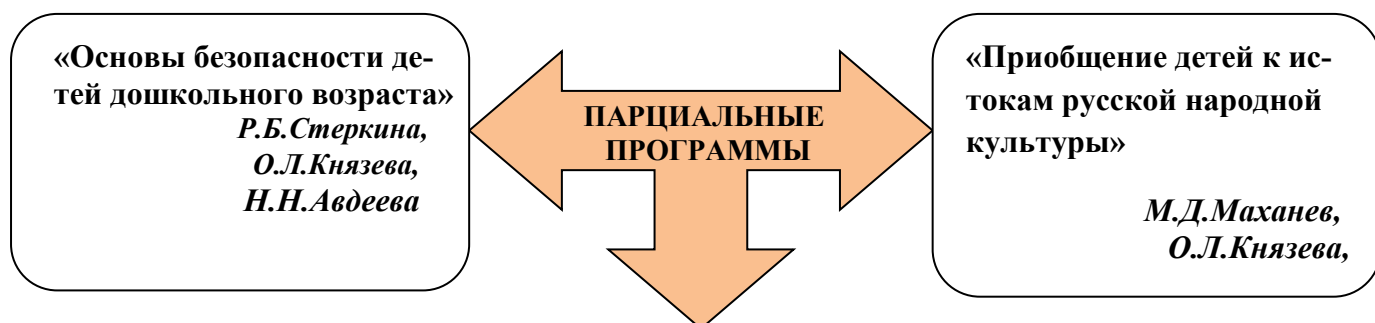 «Основы безопасности де-
тей дошкольного возраста»
Р.Б.Стеркина,
О.Л.Князева,
Н.Н.Авдеева
ПАРЦИАЛЬНЫЕ
ПРОГРАММЫ
«Приобщение детей к ис-
токам русской народной
культуры»
М.Д.Маханев,
О.Л.Князева,